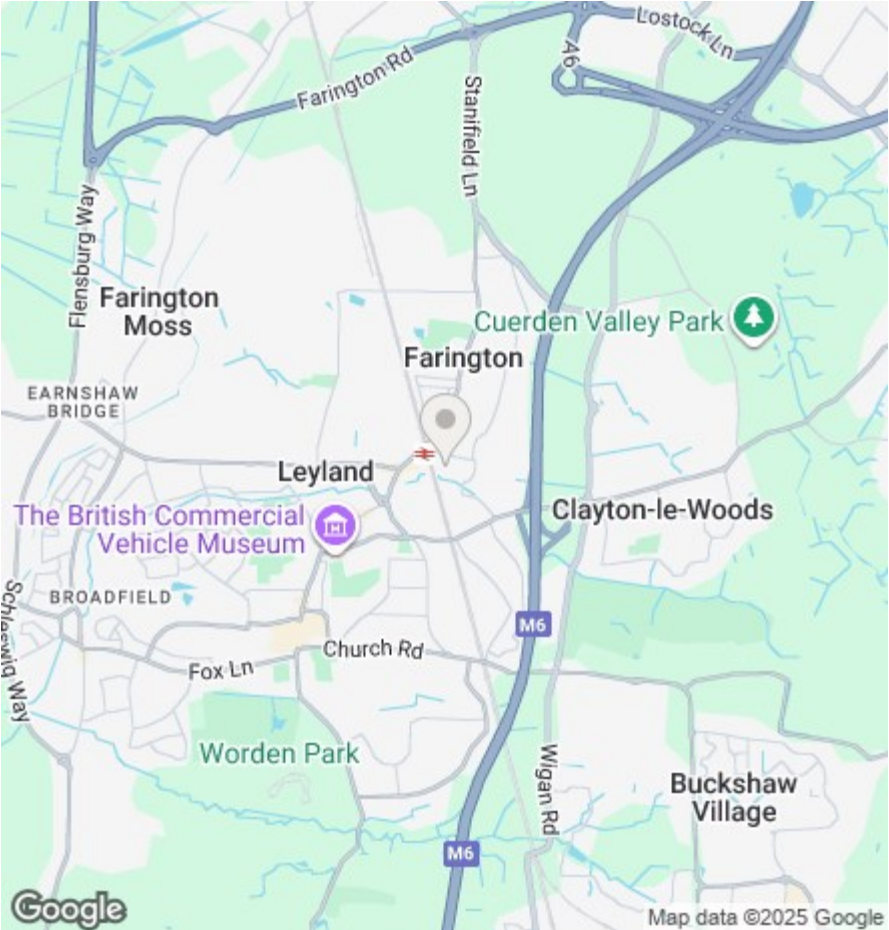 Lostock Ln
A6
Farington Rd
Stanifield Ln
Flensburg Way
Farington
Moss
Cuerden Valley Park
Farington
EARNSHAW
BRIDGE
Leyland
The British Commercial
Vehicle Museum
Clayton-le-Woods
BROADFIELD
Schleswig Way
M6
Church Rd
Fox Ln
Worden Park
Wigan Rd
Buckshaw
Village
M6
Google
Map data ©2025 Google